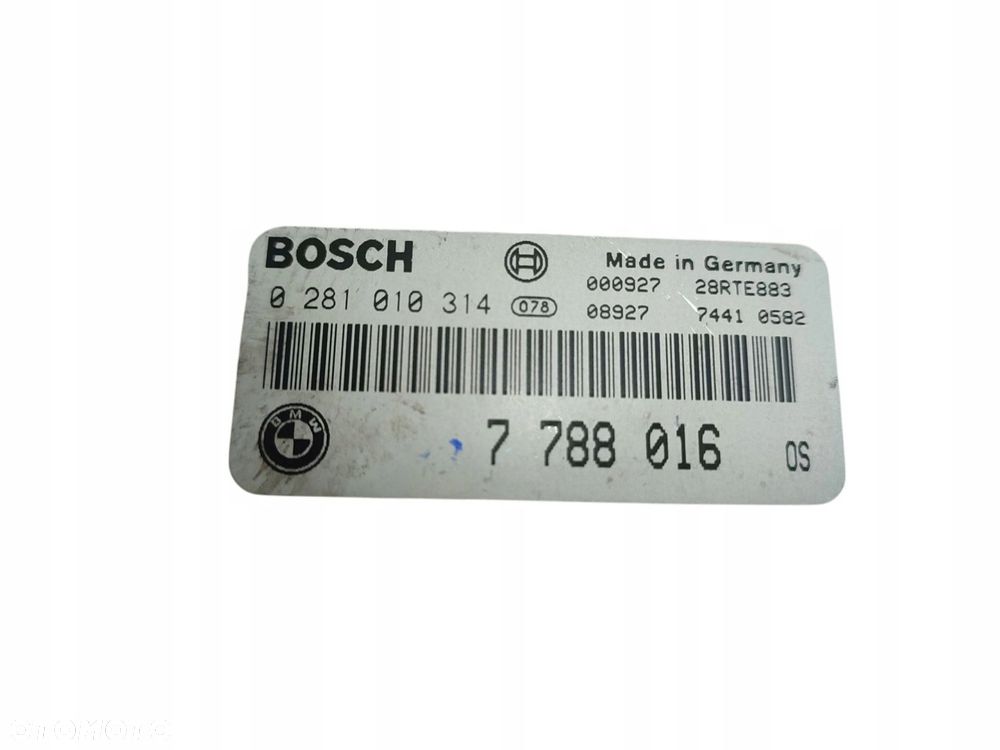 BOSCH
Made in Germany
000927 28RTE883
0 281 010 314 078 08927 7441 0582
BMW
7 788 016 OS
OTOMOTO